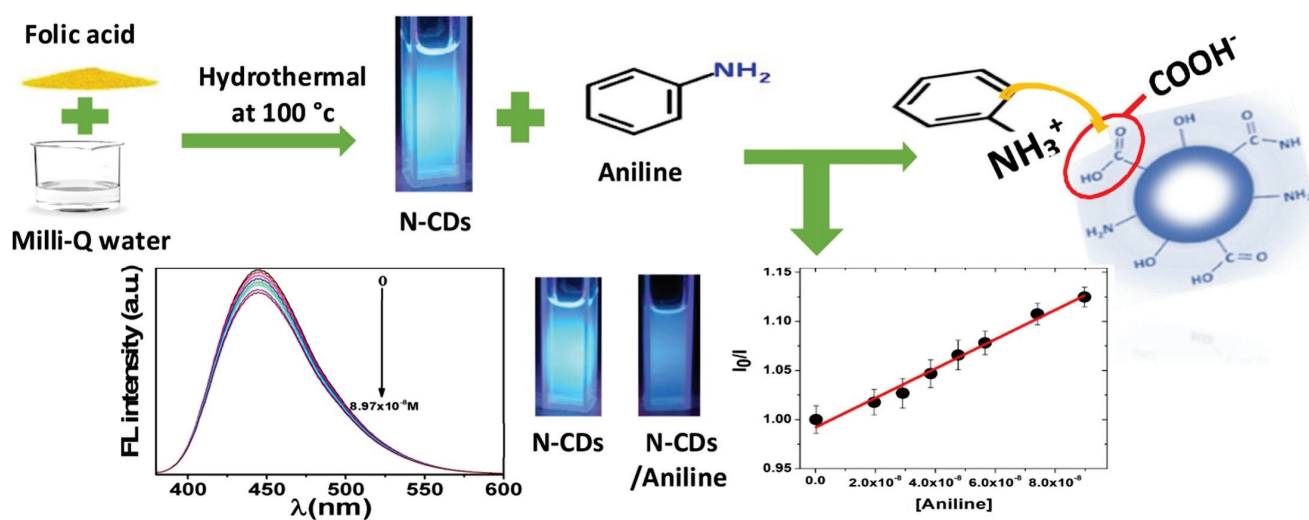 Folic acid
Milli-Q water
Hydrothermal
at 100 °c
N-CDs
NH₂
Aniline
NH₃⁺
COOH⁻
O
HO
OH
O
NH
NH₂
H₂N
HO
HO
O
FL intensity (a.u.)
0
8.97x10⁻⁸M
400
450
500
550
600
λ(nm)
N-CDs
N-CDs
/Aniline
I₀/I
1.15
1.10
1.05
1.00
0.95
0.0
2.0x10⁻⁸
4.0x10⁻⁸
6.0x10⁻⁸
8.0x10⁻⁸
[Aniline]